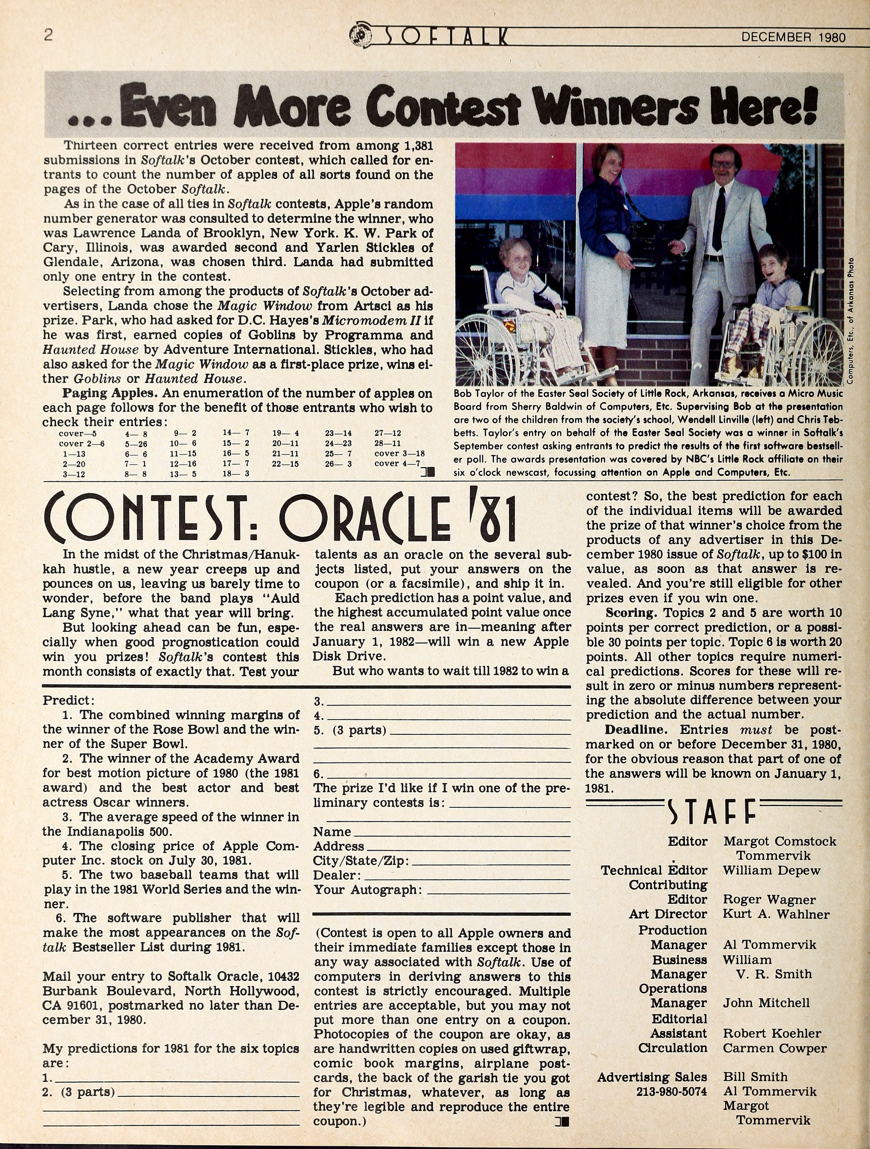 2
SOFTALK
DECEMBER 1980
...Even More Contest Winners Here!
Thirteen correct entries were received from among 1,381
submissions in Softalk's October contest, which called for en-
trants to count the number of apples of all sorts found on the
pages of the October Softalk.
As in the case of all ties in Softalk contests, Apple's random
number generator was consulted to determine the winner, who
was Lawrence Landa of Brooklyn, New York. K. W. Park of
Cary, Illinois, was awarded second and Yarlen Stickles of
Glendale, Arizona, was chosen third. Landa had submitted
only one entry in the contest.
Selecting from among the products of Softalk's October ad-
vertisers, Landa chose the Magic Window from Artsci as his
prize. Park, who had asked for D.C. Hayes's Micromodem II if
he was first, earned copies of Goblins by Programma and
Haunted House by Adventure International. Stickles, who had
also asked for the Magic Window as a first-place prize, wins ei-
ther Goblins or Haunted House.
Paging Apples. An enumeration of the number of apples on
each page follows for the benefit of those entrants who wish to
check their entries:
cover—5 4— 8 9— 2 14— 7 19— 4 23—14 27—12
cover 2—6 5—26 10— 6 15— 2 20—11 24—23 28—11
1—13 6— 6 11—15 16— 5 21—11 25— 7 cover 3—18
2—20 7— 1 12—16 17— 7 22—15 26— 3 cover 4—7
3—12 8— 8 13— 5 18— 3
Computers, Etc., of Arkansas Photo
Bob Taylor of the Easter Seal Society of Little Rock, Arkansas, receives a Micro Music
Board from Sherry Baldwin of Computers, Etc. Supervising Bob at the presentation
are two of the children from the society's school, Wendell Linville (left) and Chris Teb-
betts. Taylor's entry on behalf of the Easter Seal Society was a winner in Softalk's
September contest asking entrants to predict the results of the first software bestsell-
er poll. The awards presentation was covered by NBC's Little Rock affiliate on their
six o'clock newscast, focussing attention on Apple and Computers, Etc.
CONTEST: ORACLE '81
In the midst of the Christmas/Hanuk-
kah hustle, a new year creeps up and
pounces on us, leaving us barely time to
wonder, before the band plays "Auld
Lang Syne," what that year will bring.
But looking ahead can be fun, espe-
cially when good prognostication could
win you prizes! Softalk's contest this
month consists of exactly that. Test your
talents as an oracle on the several sub-
jects listed, put your answers on the
coupon (or a facsimile), and ship it in.
Each prediction has a point value, and
the highest accumulated point value once
the real answers are in—meaning after
January 1, 1982—will win a new Apple
Disk Drive.
But who wants to wait till 1982 to win a
contest? So, the best prediction for each
of the individual items will be awarded
the prize of that winner's choice from the
products of any advertiser in this De-
cember 1980 issue of Softalk, up to $100 in
value, as soon as that answer is re-
vealed. And you're still eligible for other
prizes even if you win one.
Scoring. Topics 2 and 5 are worth 10
points per correct prediction, or a possi-
ble 30 points per topic. Topic 6 is worth 20
points. All other topics require numeri-
cal predictions. Scores for these will re-
sult in zero or minus numbers represent-
ing the absolute difference between your
prediction and the actual number.
Deadline. Entries must be post-
marked on or before December 31, 1980,
for the obvious reason that part of one of
the answers will be known on January 1,
1981.
Predict:
1. The combined winning margins of
the winner of the Rose Bowl and the win-
ner of the Super Bowl.
2. The winner of the Academy Award
for best motion picture of 1980 (the 1981
award) and the best actor and best
actress Oscar winners.
3. The average speed of the winner in
the Indianapolis 500.
4. The closing price of Apple Com-
puter Inc. stock on July 30, 1981.
5. The two baseball teams that will
play in the 1981 World Series and the win-
ner.
6. The software publisher that will
make the most appearances on the Sof-
talk Bestseller List during 1981.
Mail your entry to Softalk Oracle, 10432
Burbank Boulevard, North Hollywood,
CA 91601, postmarked no later than De-
cember 31, 1980.
My predictions for 1981 for the six topics
are:
1.
2. (3 parts)
3.
4.
5. (3 parts)
6.
The prize I'd like if I win one of the pre-
liminary contests is:
Name
Address
City/State/Zip:
Dealer:
Your Autograph:
(Contest is open to all Apple owners and
their immediate families except those in
any way associated with Softalk. Use of
computers in deriving answers to this
contest is strictly encouraged. Multiple
entries are acceptable, but you may not
put more than one entry on a coupon.
Photocopies of the coupon are okay, as
are handwritten copies on used giftwrap,
comic book margins, airplane post-
cards, the back of the garish tie you got
for Christmas, whatever, as long as
they're legible and reproduce the entire
coupon.)
STAFF
Editor Margot Comstock
Tommervik
Technical Editor William Depew
Contributing
Editor Roger Wagner
Art Director Kurt A. Wahlner
Production
Manager Al Tommervik
Business William
Manager V. R. Smith
Operations
Manager John Mitchell
Editorial
Assistant Robert Koehler
Circulation Carmen Cowper
Advertising Sales Bill Smith
213-980-5074 Al Tommervik
Margot
Tommervik